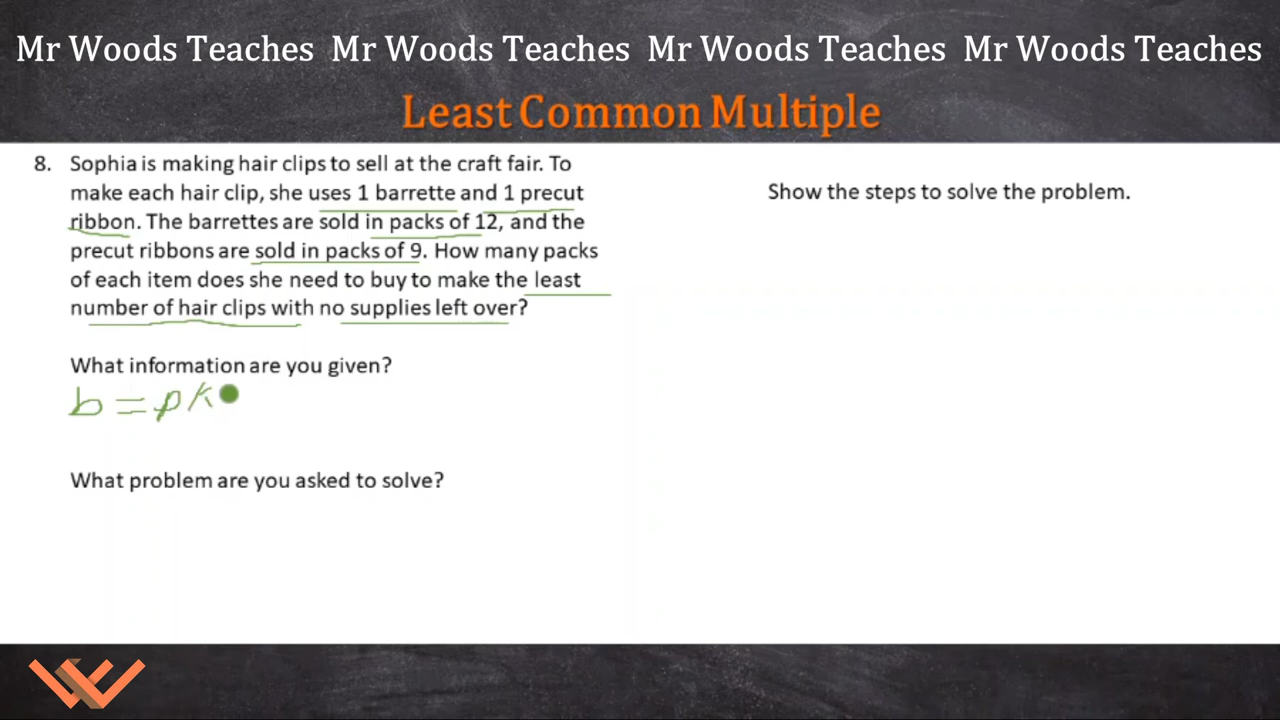 Mr Woods Teaches Mr Woods Teaches Mr Woods Teaches Mr Woods Teaches
Least Common Multiple
8. Sophia is making hair clips to sell at the craft fair. To
make each hair clip, she uses 1 barrette and 1 precut
ribbon. The barrettes are sold in packs of 12, and the
precut ribbons are sold in packs of 9. How many packs
of each item does she need to buy to make the least
number of hair clips with no supplies left over?
What information are you given?
b = pk
What problem are you asked to solve?
Show the steps to solve the problem.